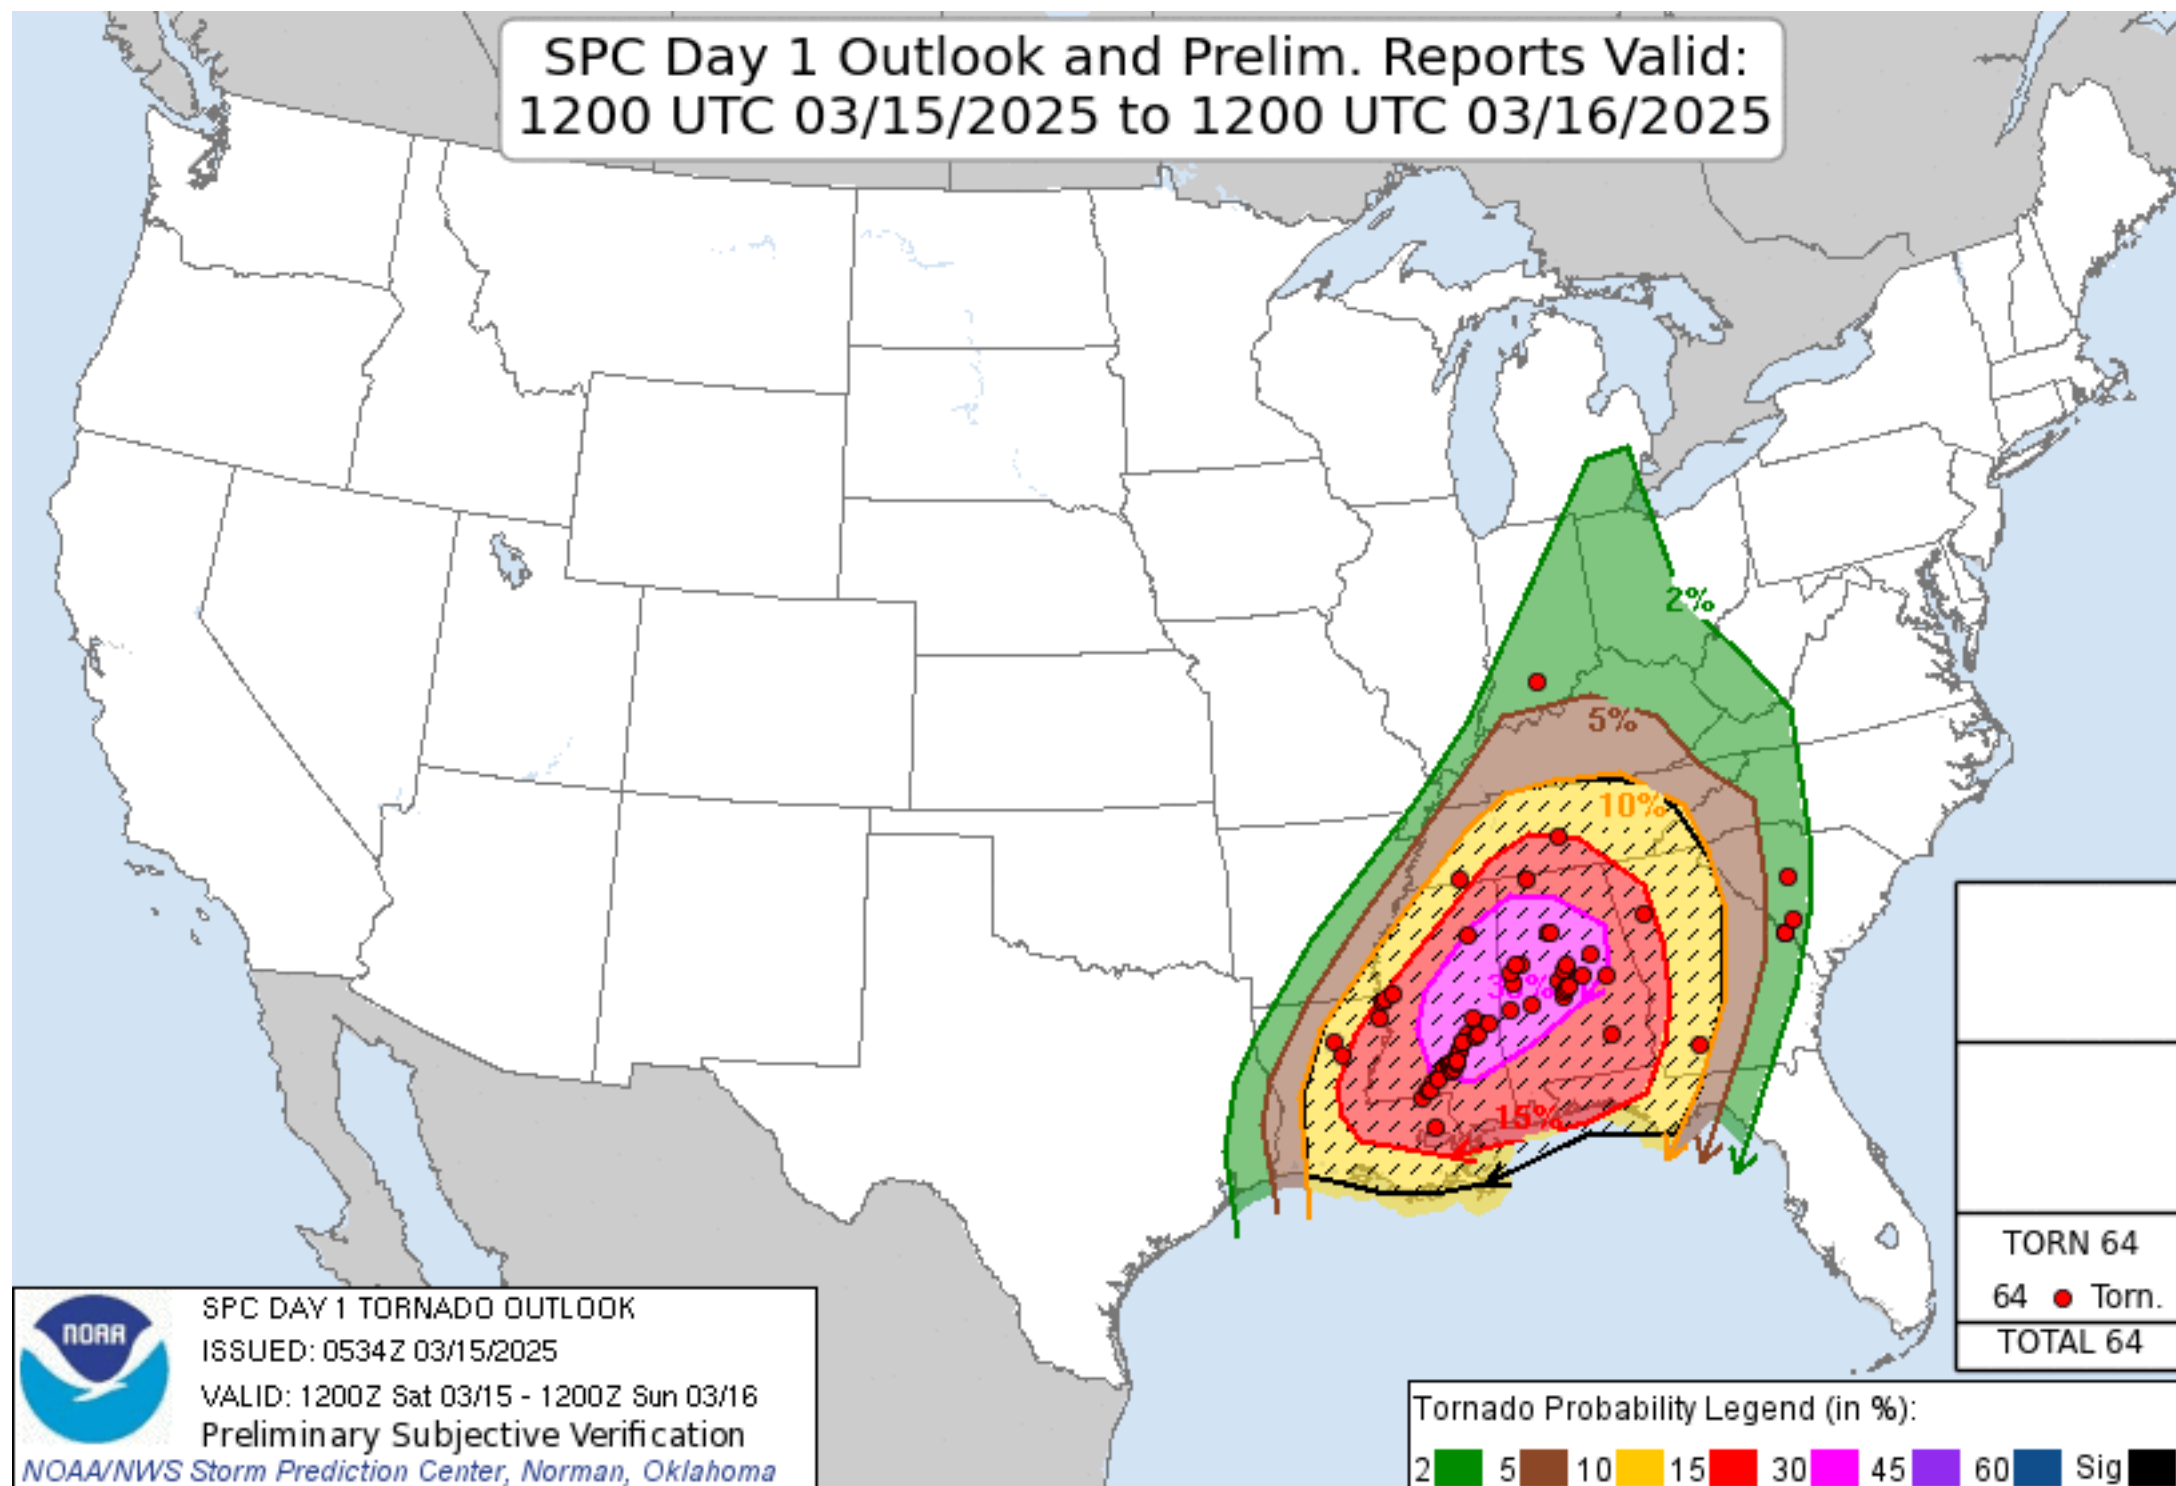 SPC Day 1 Outlook and Prelim. Reports Valid:
1200 UTC 03/15/2025 to 1200 UTC 03/16/2025
2%
5%
10%
30%
15%
TORN 64
64 Torn.
TOTAL 64
NOAA
SPC DAY 1 TORNADO OUTLOOK
ISSUED: 0534Z 03/15/2025
VALID: 1200Z Sat 03/15 - 1200Z Sun 03/16
Preliminary Subjective Verification
NOAA/NWS Storm Prediction Center, Norman, Oklahoma
Tornado Probability Legend (in %):
2 5 10 15 30 45 60 Sig